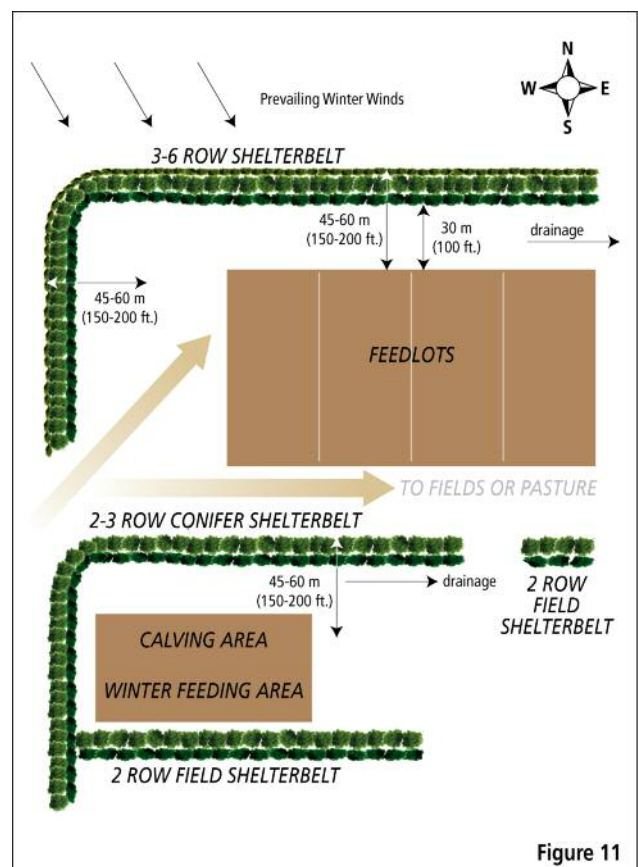 N
W E
S
Prevailing Winter Winds
3-6 ROW SHELTERBELT
45-60 m
(150-200 ft.)
30 m
(100 ft.)
drainage
45-60 m
(150-200 ft.)
FEEDLOTS
TO FIELDS OR PASTURE
2-3 ROW CONIFER SHELTERBELT
45-60 m
(150-200 ft.)
drainage
2 ROW
FIELD
SHELTERBELT
CALVING AREA
WINTER FEEDING AREA
2 ROW FIELD SHELTERBELT
Figure 11